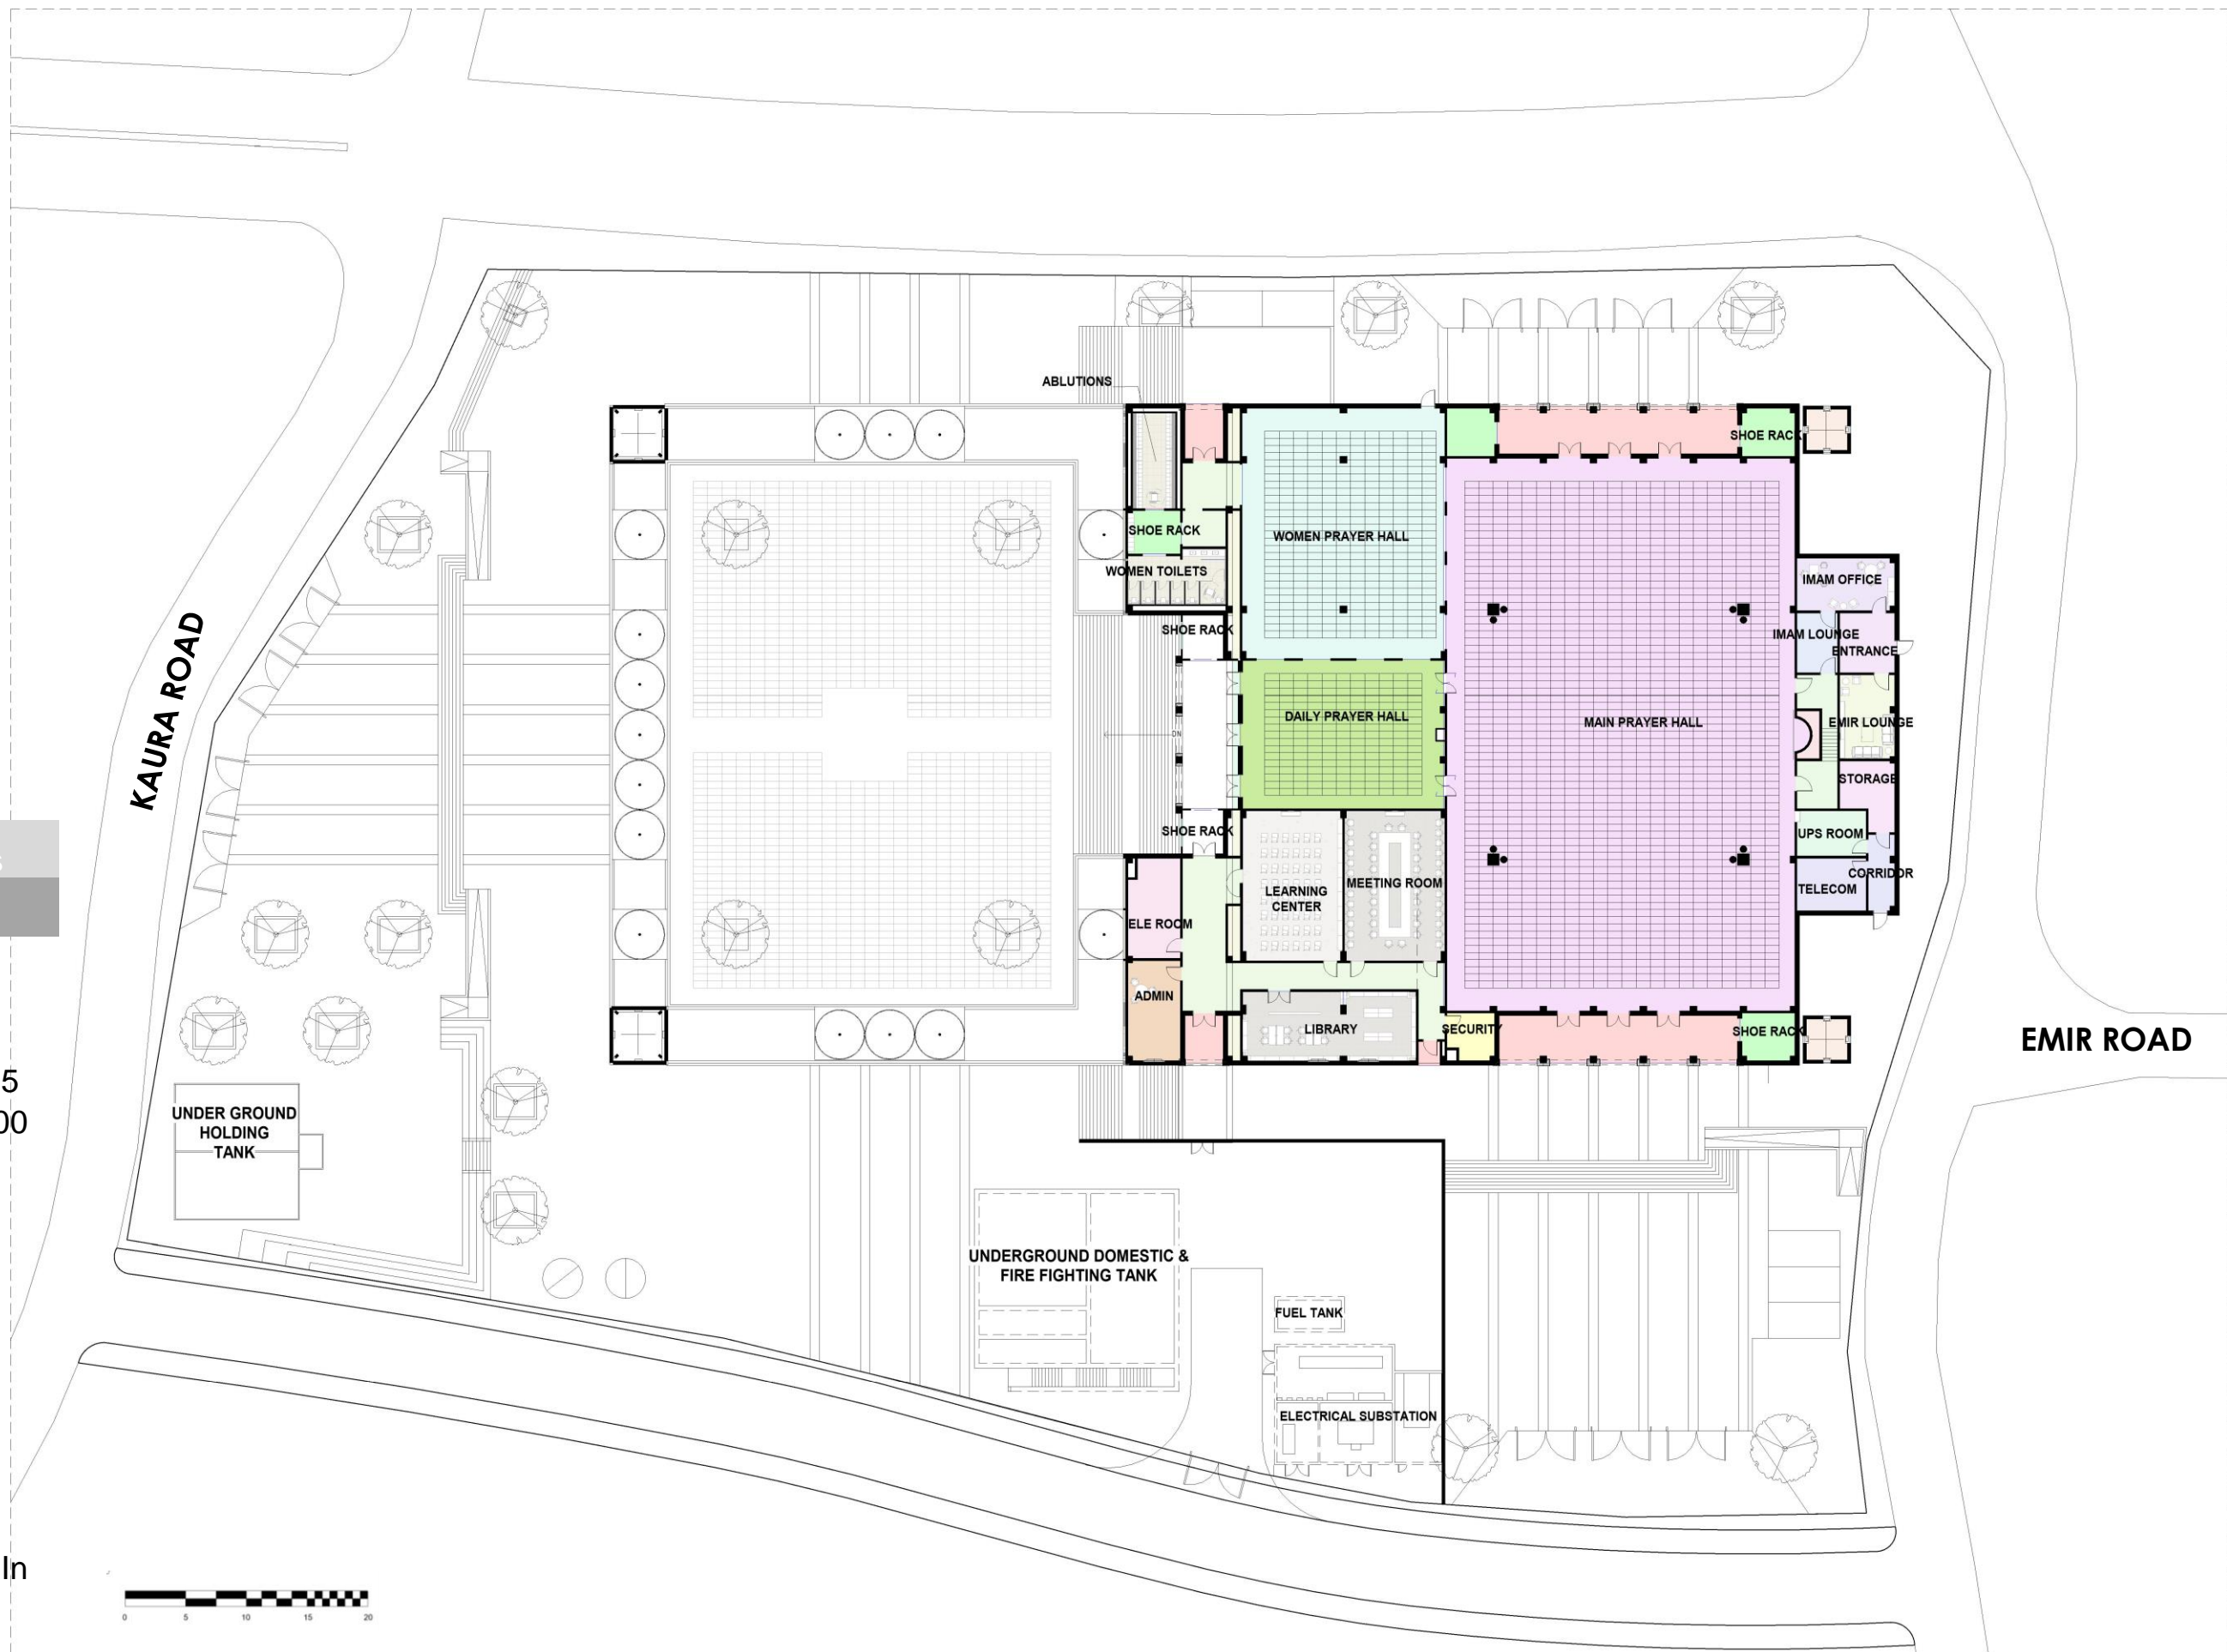 ABLUTIONS
SHOE RACK
SHOE RACK
WOMEN PRAYER HALL
WOMEN TOILETS
IMAM OFFICE
SHOE RACK
IMAM LOUNGE
ENTRANCE
KAURA ROAD
DAILY PRAYER HALL
MAIN PRAYER HALL
EMIR LOUNGE
DN
STORAGE
SHOE RACK
UPS ROOM
LEARNING
CENTER
MEETING ROOM
CORRIDOR
TELECOM
ELE ROOM
ADMIN
LIBRARY
SECURITY
SHOE RACK
EMIR ROAD
5
00
UNDER GROUND
HOLDING
TANK
UNDERGROUND DOMESTIC &
FIRE FIGHTING TANK
FUEL TANK
ELECTRICAL SUBSTATION
In
0 5 10 15 20